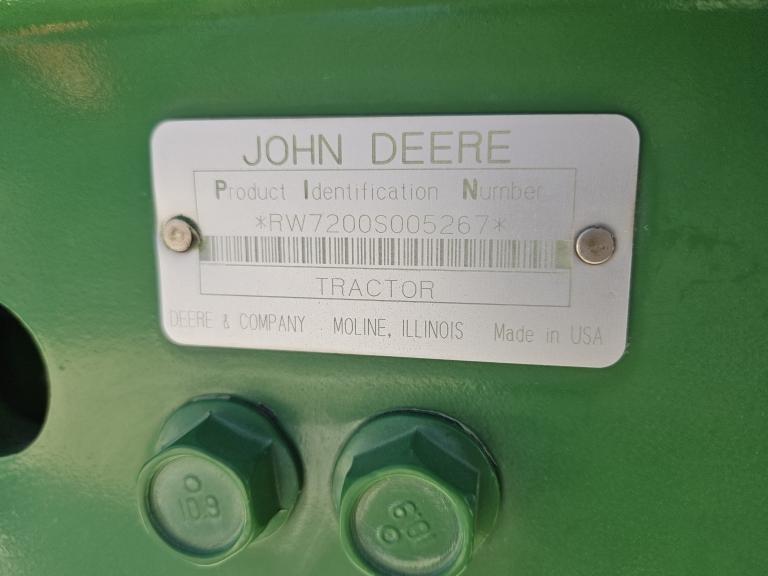 JOHN DEERE
Product Identification Number
*RW7200S005267*
TRACTOR
DEERE & COMPANY MOLINE, ILLINOIS Made in USA
10.9
10.9